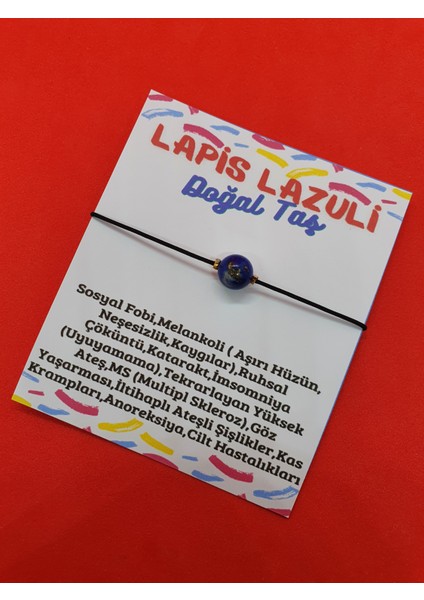 LAPİS LAZULİ
Doğal Taş
Sosyal Fobi,Melankoli ( Aşırı Hüzün,
Neşesizlik,Kaygılar),Ruhsal
Çöküntü,Katarakt,İmsomniya
(Uyuyamama),Tekrarlayan Yüksek
Ateş,MS (Multipl Skleroz),Göz
Yaşarması,İltihaplı Ateşli Şişlikler,Kas
Krampları,Anoreksiya,Cilt Hastalıkları